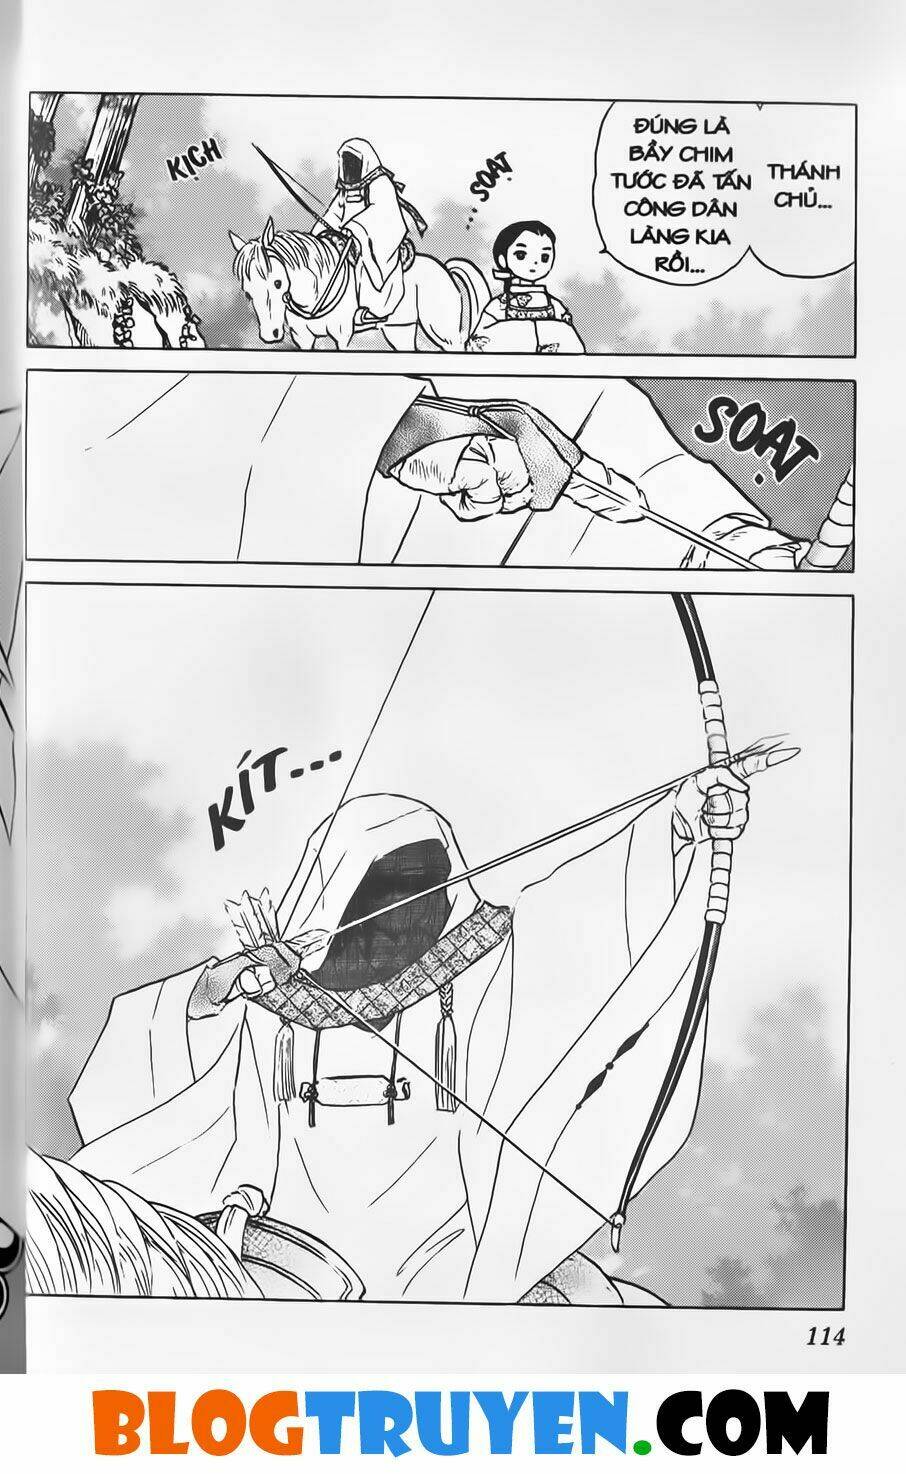 THÁNH
CHỦ...
ĐÚNG LÀ
BẦY CHIM
TƯỚC ĐÃ TẤN
CÔNG DÂN
LÀNG KIA
RỒI...
...SOẠT
KỊCH
SOẠT
KÍT...
114
BLOGTRUYEN.COM